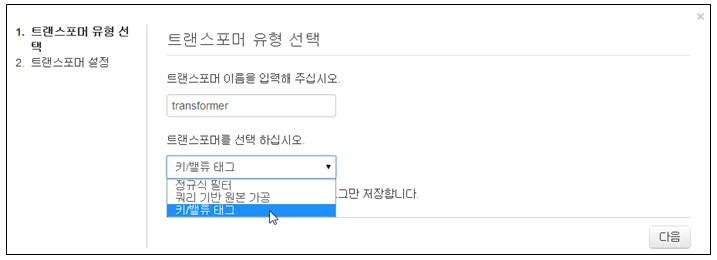 ×
1. 트랜스포머 유형 선
택
2. 트랜스포머 설정
트랜스포머 유형 선택
트랜스포머 이름을 입력해 주십시오.
transformer
트랜스포머를 선택 하십시오.
키/밸류 태그
정규식 필터
쿼리 기반 원본 가공
키/밸류 태그
그만 저장합니다.
다음